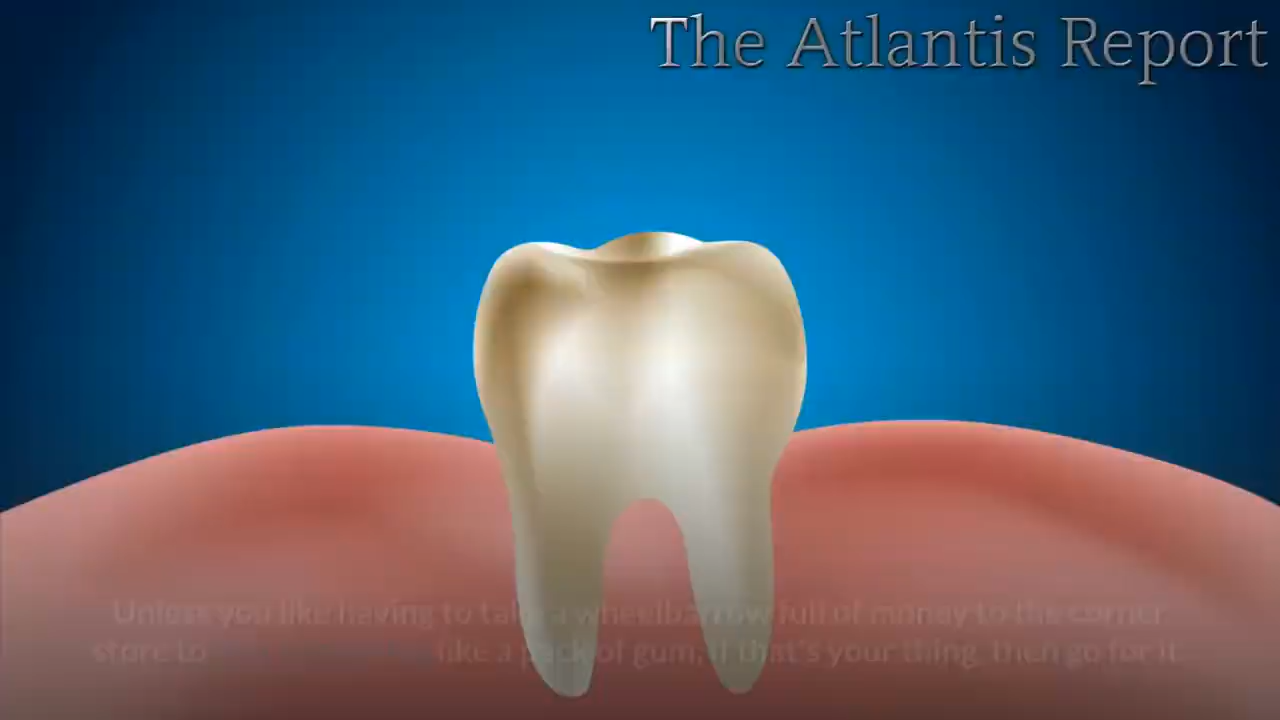 The Atlantis Report
Unless you like having to take a wheelbarrow full of money to the corner
store to like a pack of gum, if that's your thing, then go for it